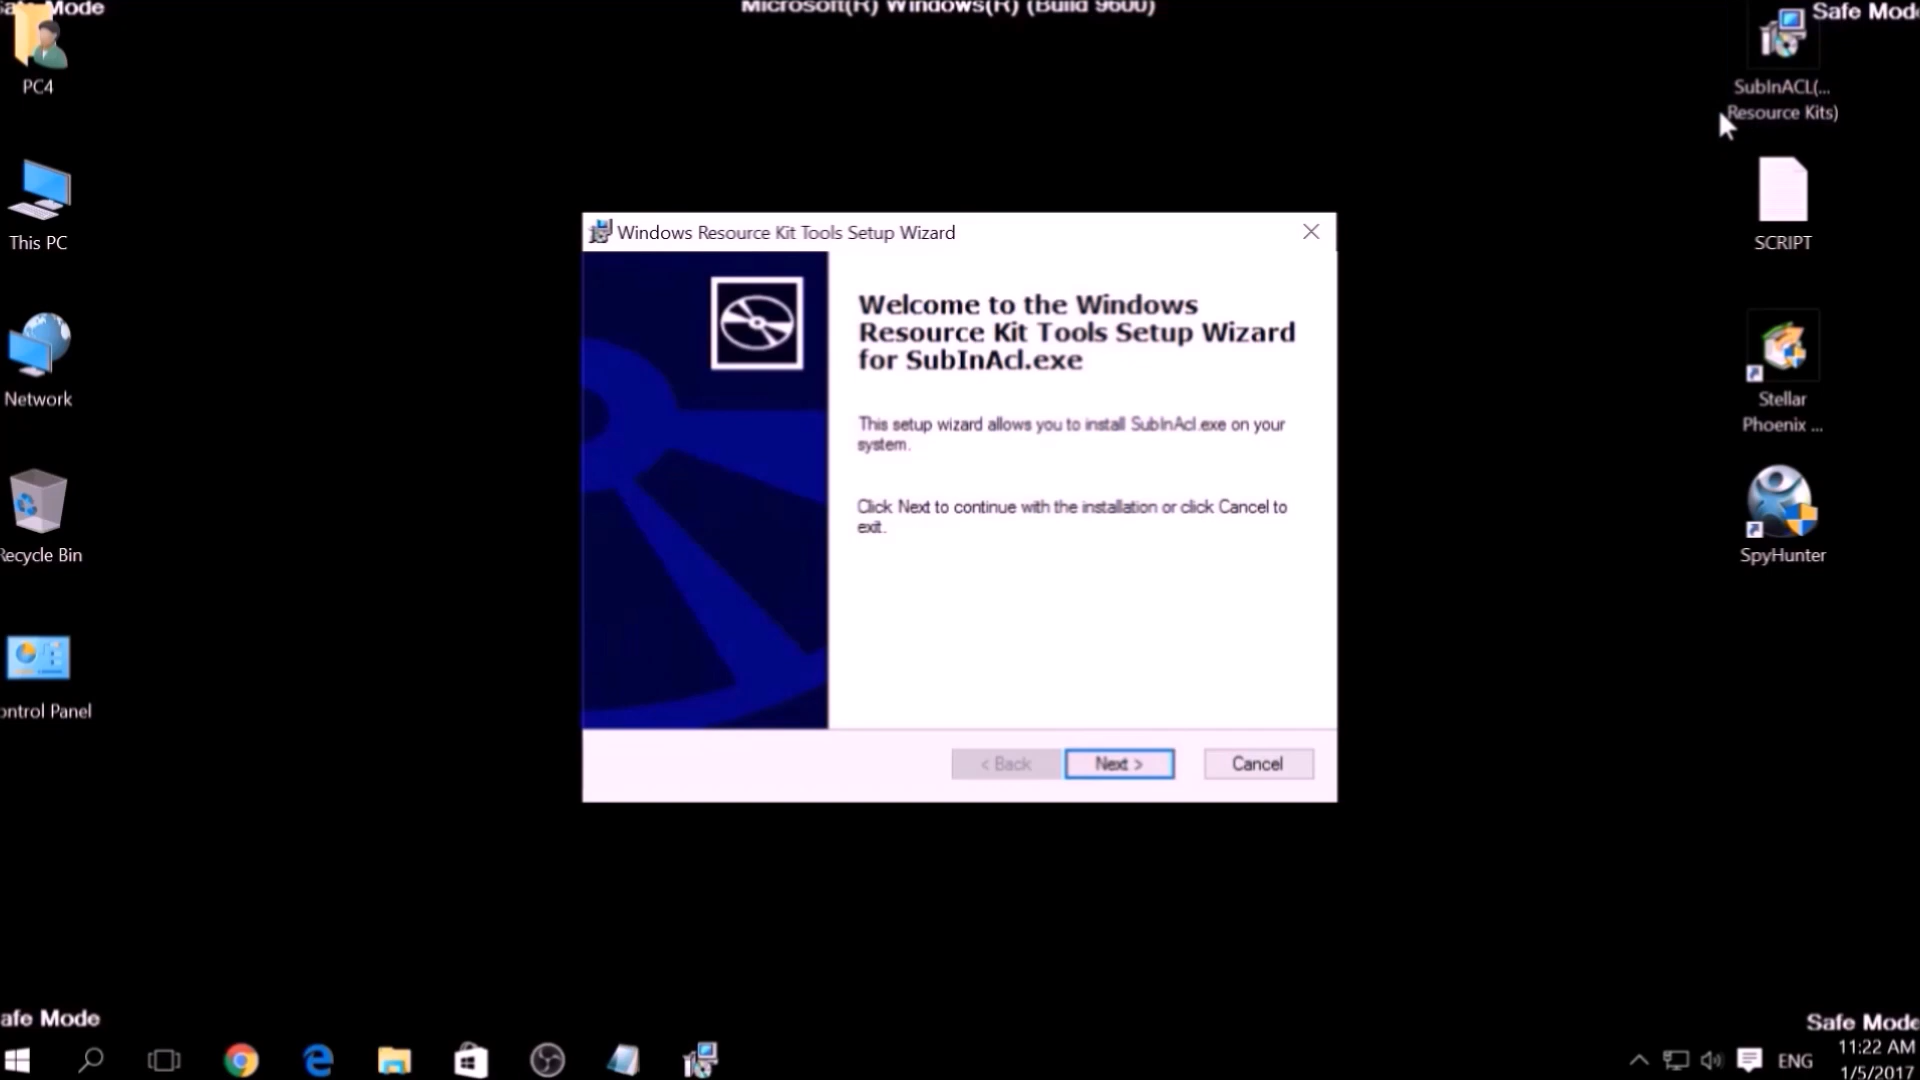 Safe Mode
Microsoft(R) Windows(R) (Build 9600)
Safe Mod
PC4
This PC
Network
Recycle Bin
ontrol Panel
SubInACL(...
Resource Kits)
SCRIPT
Stellar
Phoenix ...
SpyHunter
Windows Resource Kit Tools Setup Wizard
Welcome to the Windows
Resource Kit Tools Setup Wizard
for SubInAcl.exe
This setup wizard allows you to install SubInAcl.exe on your
system.
Click Next to continue with the installation or click Cancel to
exit.
< Back
Next >
Cancel
afe Mode
Safe Mode
ENG
11:22 AM
1/5/2017